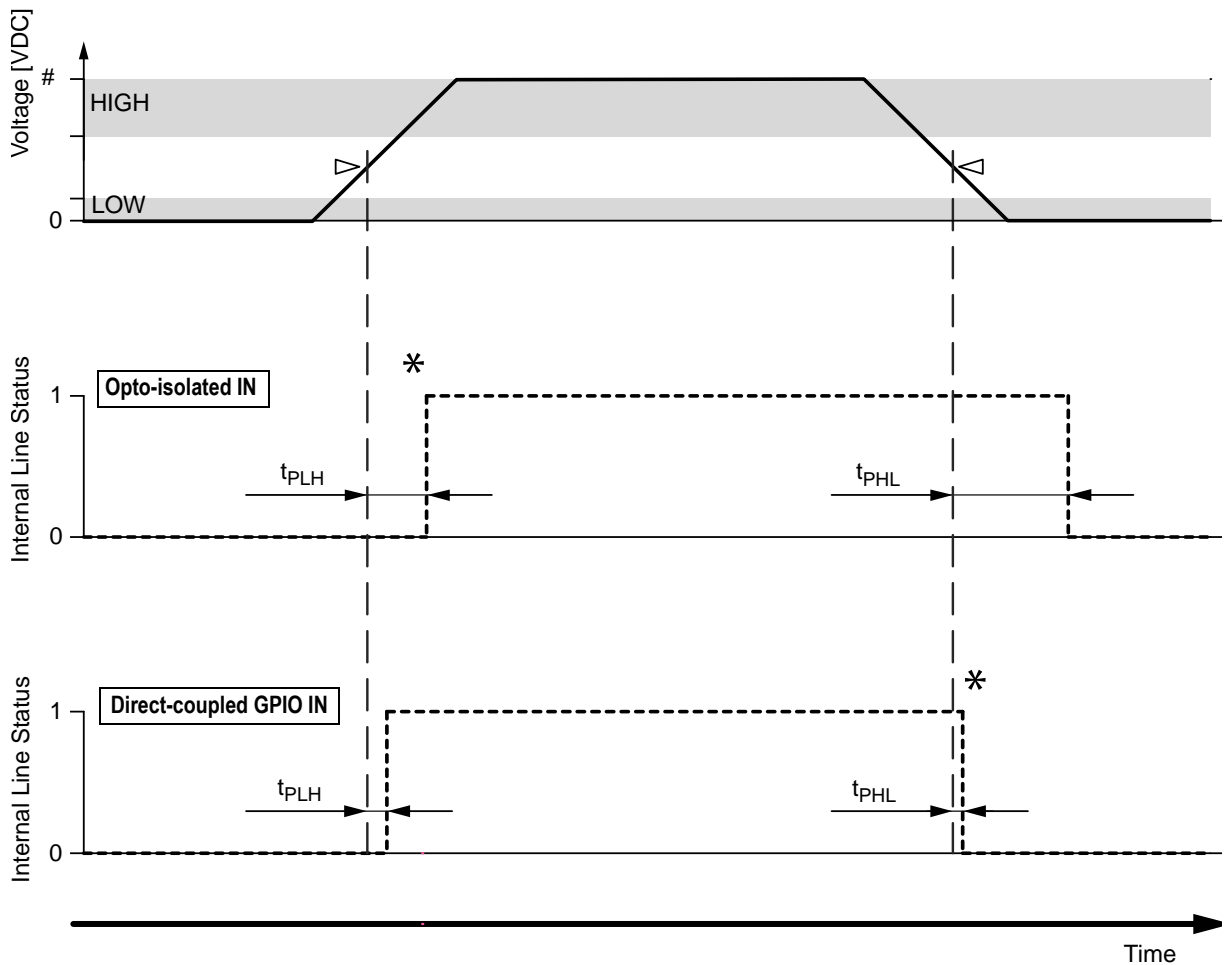 Voltage [VDC]
#
HIGH
LOW
0
Internal Line Status
1
Opto-isolated IN
*
tPLH
tPHL
0
Internal Line Status
1
Direct-coupled GPIO IN
*
tPLH
tPHL
0
Time